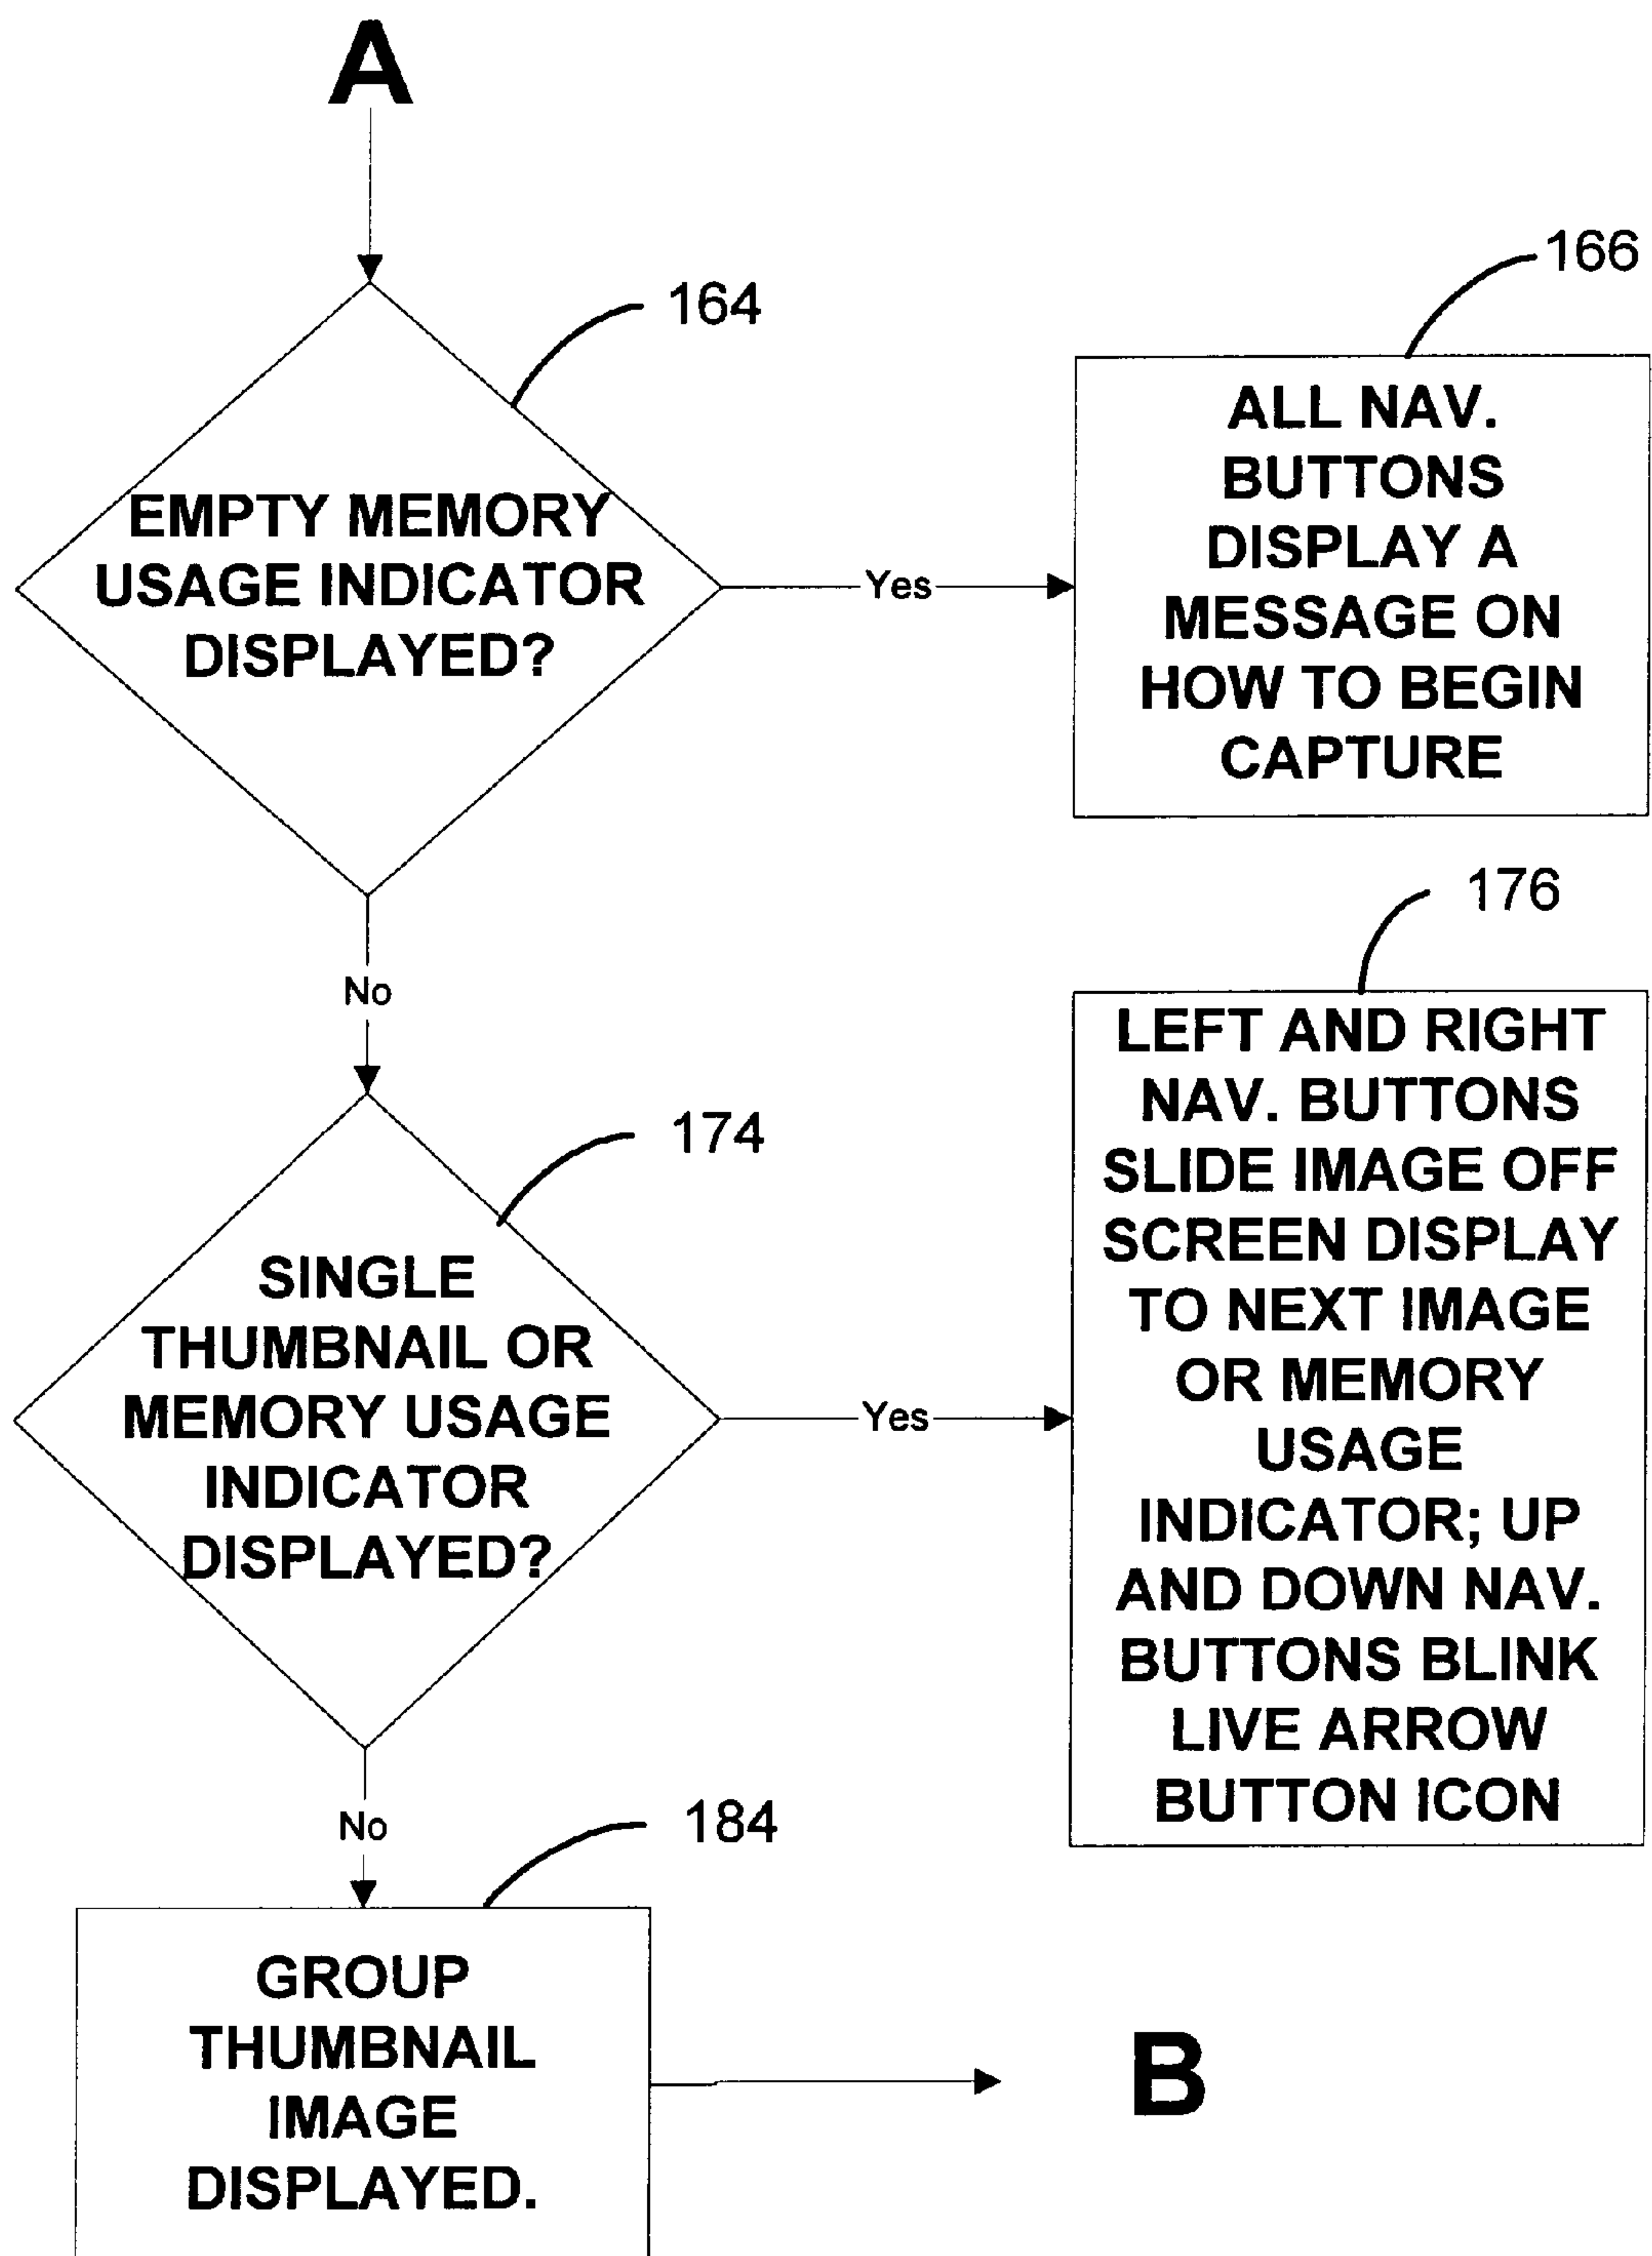 A
164
EMPTY MEMORY
USAGE INDICATOR
DISPLAYED?
Yes
166
ALL NAV.
BUTTONS
DISPLAY A
MESSAGE ON
HOW TO BEGIN
CAPTURE
No
174
SINGLE
THUMBNAIL OR
MEMORY USAGE
INDICATOR
DISPLAYED?
Yes
176
LEFT AND RIGHT
NAV. BUTTONS
SLIDE IMAGE OFF
SCREEN DISPLAY
TO NEXT IMAGE
OR MEMORY
USAGE
INDICATOR; UP
AND DOWN NAV.
BUTTONS BLINK
LIVE ARROW
BUTTON ICON
No
184
GROUP
THUMBNAIL
IMAGE
DISPLAYED.
B